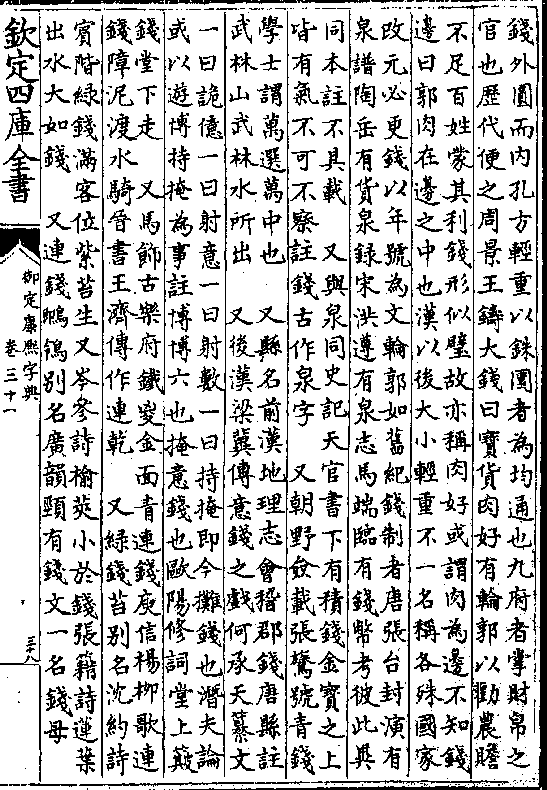 錢外圜而内孔方輕重以銖圜者為均通也九府者掌財帛之
官也歴代便之周景王鑄大錢曰寶貨肉好有輪郭以勸農贍
不足百姓蒙其利錢形似璧故亦稱肉好或謂肉為邊不知錢
邊曰郭肉在邊之中也漢以後大小輕重不一名稱各殊國家
改元必更錢以年號為文輪郭如舊紀錢制者唐張台封演有
泉譜陶岳有貨泉録宋洪遵有泉志馬端臨有錢幣考彼此異
同本註不具載 又與泉同史記天官書下有積錢金寶之上
皆有氣不可不察註錢古作泉字 又朝野僉載張鷟號青錢
學士謂萬選萬中也 又縣名前漢地理志會稽郡錢唐縣註
武林山武林水所出 又後漢梁冀傳意錢之戲何承天纂文
一曰詭億一曰射意一曰射數一曰持掩即今攤錢也潛夫論
或以遊博持掩為事註博博六也掩意錢也歐陽修詞堂上簸
錢堂下走 又馬飾古樂府鐵㚇金面青連錢庾信楊柳歌連
錢障泥渡水騎晉書王濟傳作連乾 又綠錢苔别名沈約詩
賓階綠錢滿客位紫苔生又岑參詩榆莢小於錢張籍詩蓮葉
出水大如錢 又連錢鶺鴒别名廣韻頸有錢文一名錢母
欽定四庫全書
御定康熙字典
卷三十一
三十八